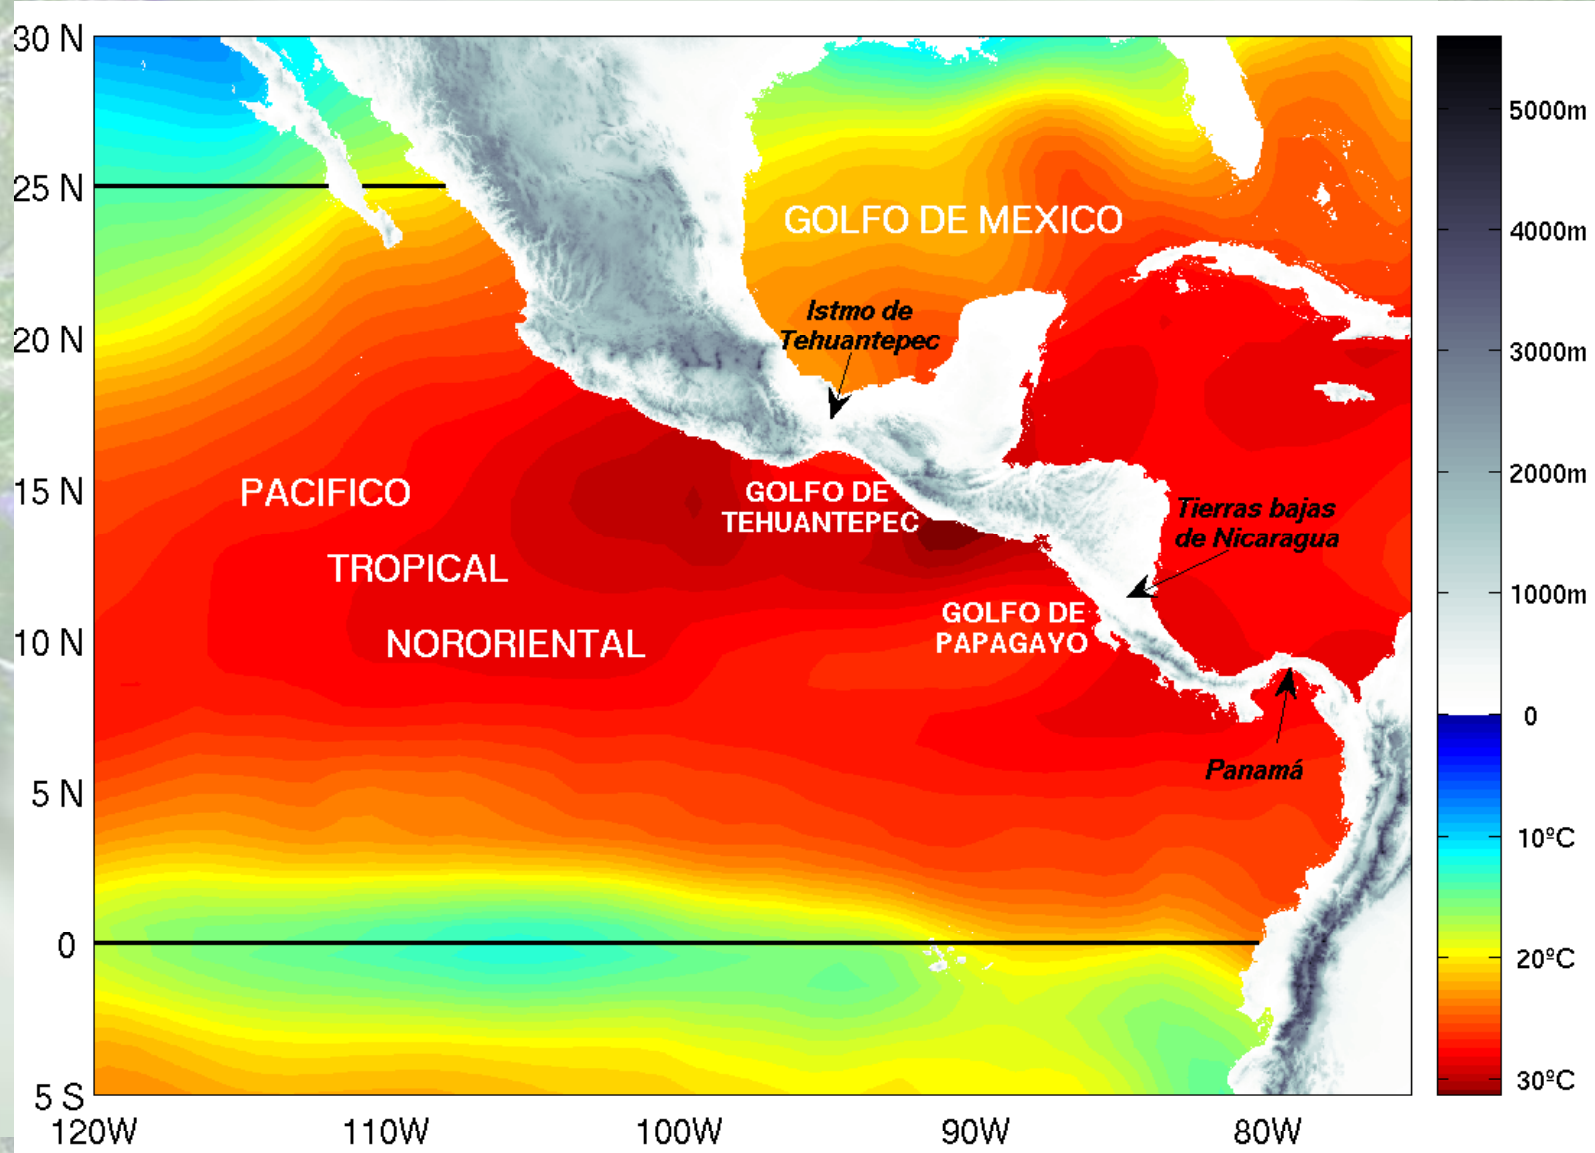 30 N
25 N
20 N
15 N
10 N
5 N
0
5 S
120W
110W
100W
90W
80W
GOLFO DE MEXICO
Istmo de
Tehuantepec
PACIFICO
TROPICAL
NORORIENTAL
GOLFO DE
TEHUANTEPEC
Tierras bajas
de Nicaragua
GOLFO DE
PAPAGAYO
Panamá
5000m
4000m
3000m
2000m
1000m
0
10ºC
20ºC
30ºC